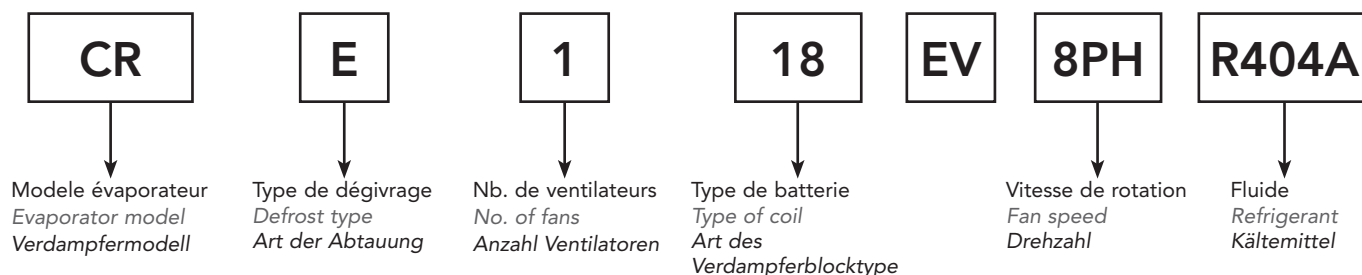 CR E 1 18 EV 8PH R404A
Modele évaporateur
Evaporator model
Verdampfermodell
Type de dégivrage
Defrost type
Art der Abtauung
Nb. de ventilateurs
No. of fans
Anzahl Ventilatoren
Type de batterie
Type of coil
Art des
Verdampferblocktype
Vitesse de rotation
Fan speed
Drehzahl
Fluide
Refrigerant
Kältemittel